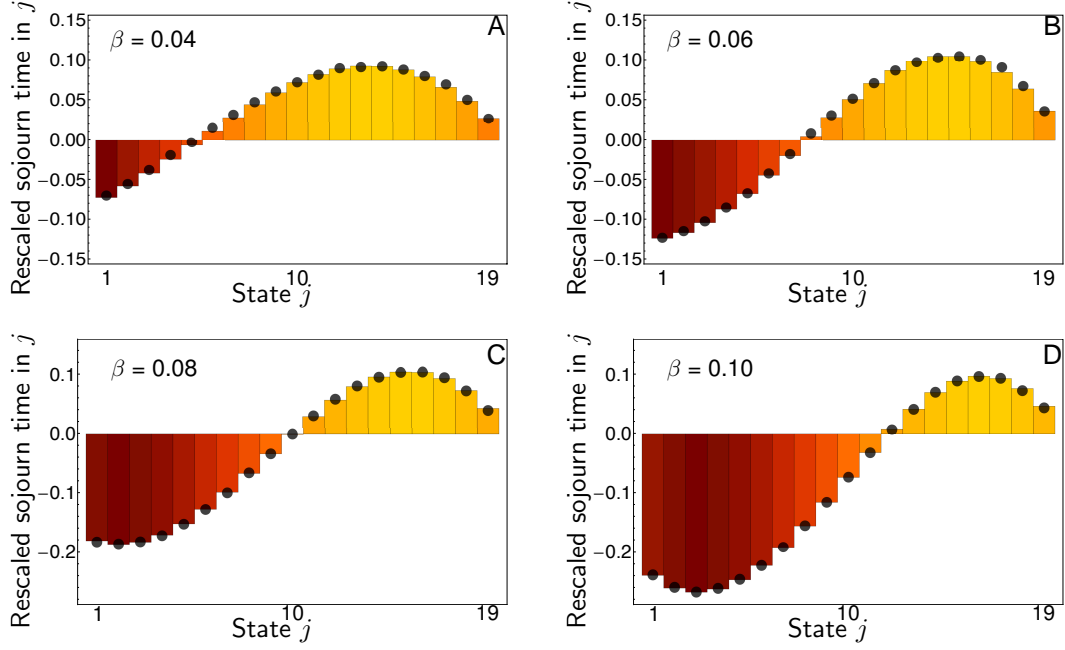 A
β = 0.04
Rescaled sojourn time in j
0.15
0.10
0.05
0.00
−0.05
−0.10
−0.15
1
10
19
State j
B
β = 0.06
Rescaled sojourn time in j
0.15
0.10
0.05
0.00
−0.05
−0.10
−0.15
1
10
19
State j
C
β = 0.08
Rescaled sojourn time in j
0.1
0.0
−0.1
−0.2
1
10
19
State j
D
β = 0.10
Rescaled sojourn time in j
0.1
0.0
−0.1
−0.2
1
10
19
State j